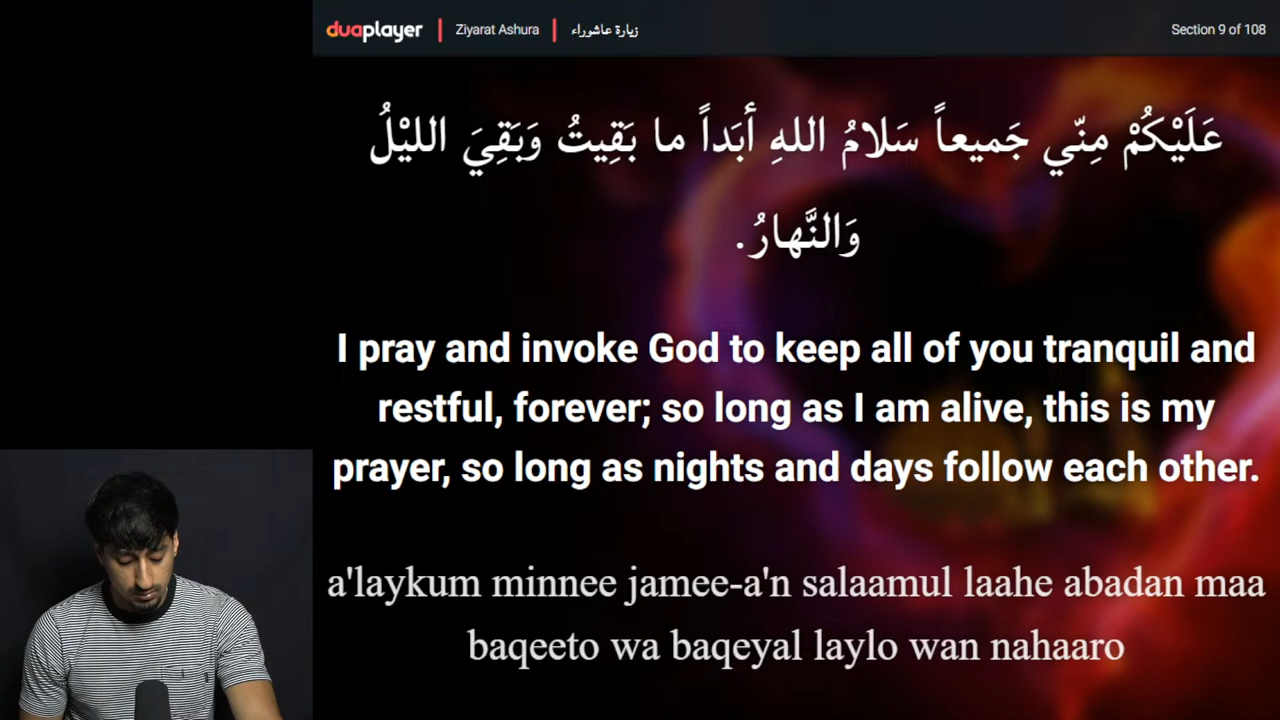 duaplayer | Ziyarat Ashura | زيارة عاشوراء
Section 9 of 108
عَلَيْكُمْ مِنّي جَميعاً سَلامُ اللهِ أبَداً ما بَقِيتُ وَبَقِيَ الليْلُ
وَالنَّهارُ.
I pray and invoke God to keep all of you tranquil and
restful, forever; so long as I am alive, this is my
prayer, so long as nights and days follow each other.
a'laykum minnee jamee-a'n salaamul laahe abadan maa
baqeeto wa baqeyal laylo wan nahaaro